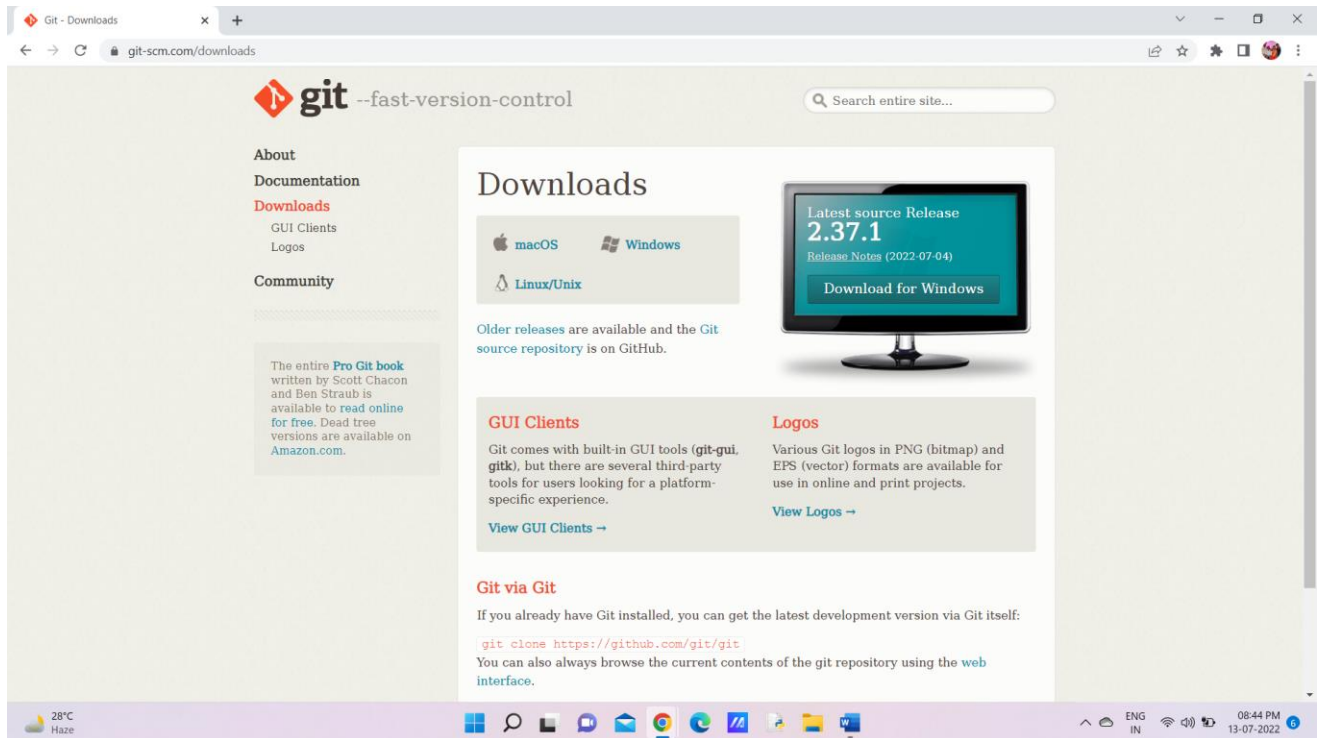 Git - Downloads
git-scm.com/downloads
git --fast-version-control
Search entire site...
About
Documentation
Downloads
GUI Clients
Logos
Community
The entire Pro Git book
written by Scott Chacon
and Ben Straub is
available to read online
for free. Dead tree
versions are available on
Amazon.com.
Downloads
macOS
Windows
Linux/Unix
Older releases are available and the Git
source repository is on GitHub.
Latest source Release
2.37.1
Release Notes (2022-07-04)
Download for Windows
GUI Clients
Git comes with built-in GUI tools (git-gui,
gitk), but there are several third-party
tools for users looking for a platform-
specific experience.
View GUI Clients →
Logos
Various Git logos in PNG (bitmap) and
EPS (vector) formats are available for
use in online and print projects.
View Logos →
Git via Git
If you already have Git installed, you can get the latest development version via Git itself:
git clone https://github.com/git/git
You can also always browse the current contents of the git repository using the web
interface.
28°C
Haze
ENG
IN
08:44 PM
13-07-2022
6